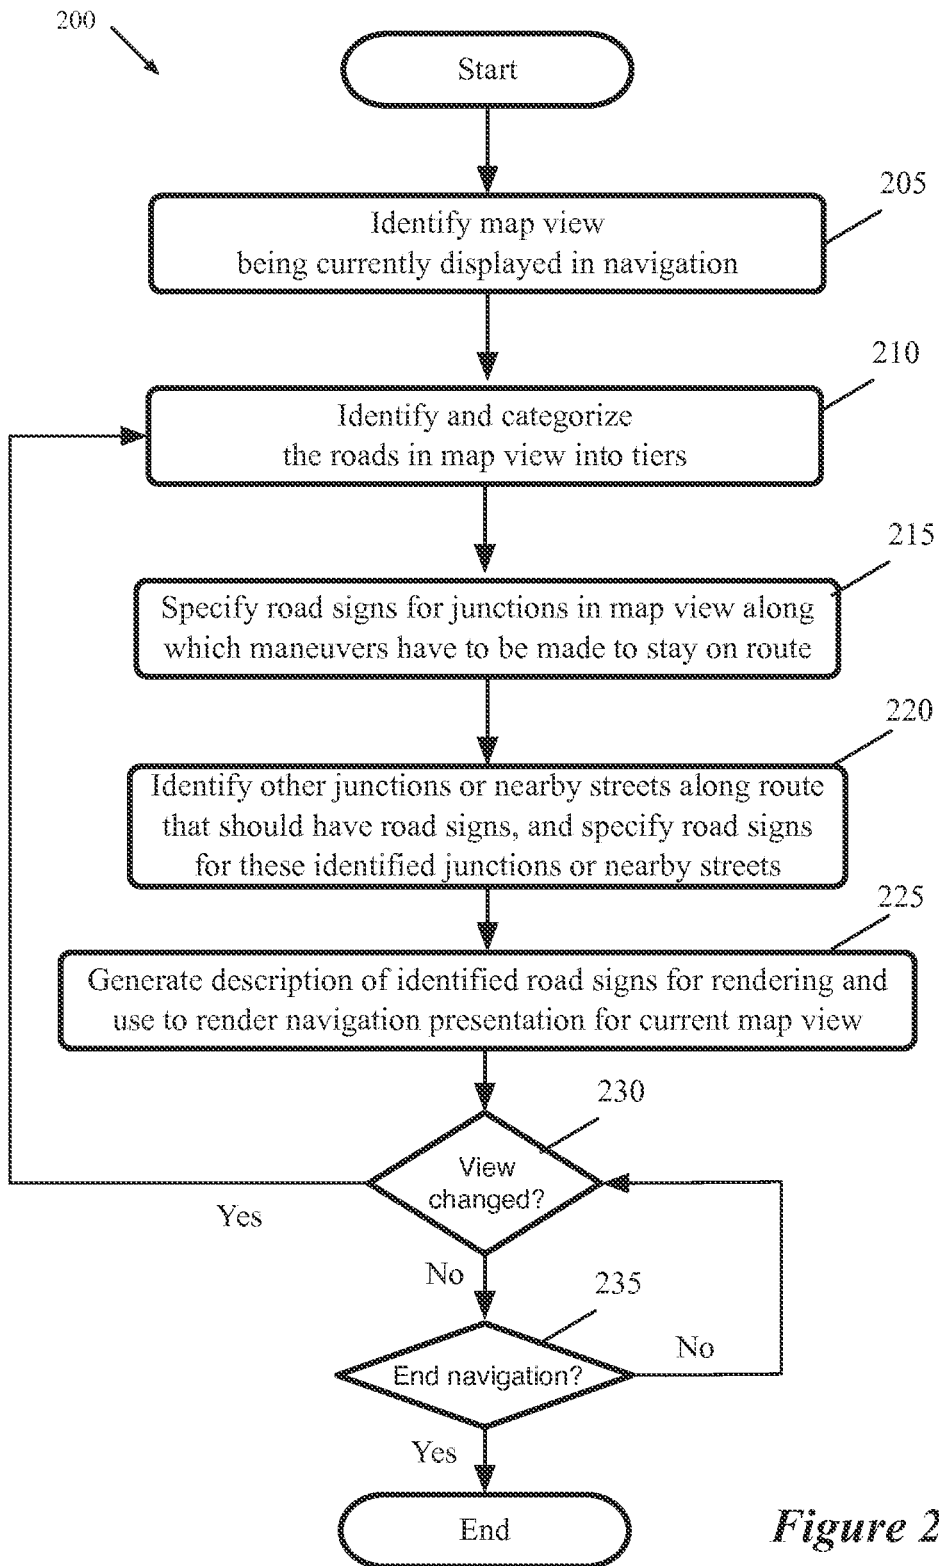 200
Start
205
Identify map view
being currently displayed in navigation
210
Identify and categorize
the roads in map view into tiers
215
Specify road signs for junctions in map view along
which maneuvers have to be made to stay on route
220
Identify other junctions or nearby streets along route
that should have road signs, and specify road signs
for these identified junctions or nearby streets
225
Generate description of identified road signs for rendering and
use to render navigation presentation for current map view
230
View
changed?
Yes
No
235
End navigation?
No
Yes
End
Figure 2